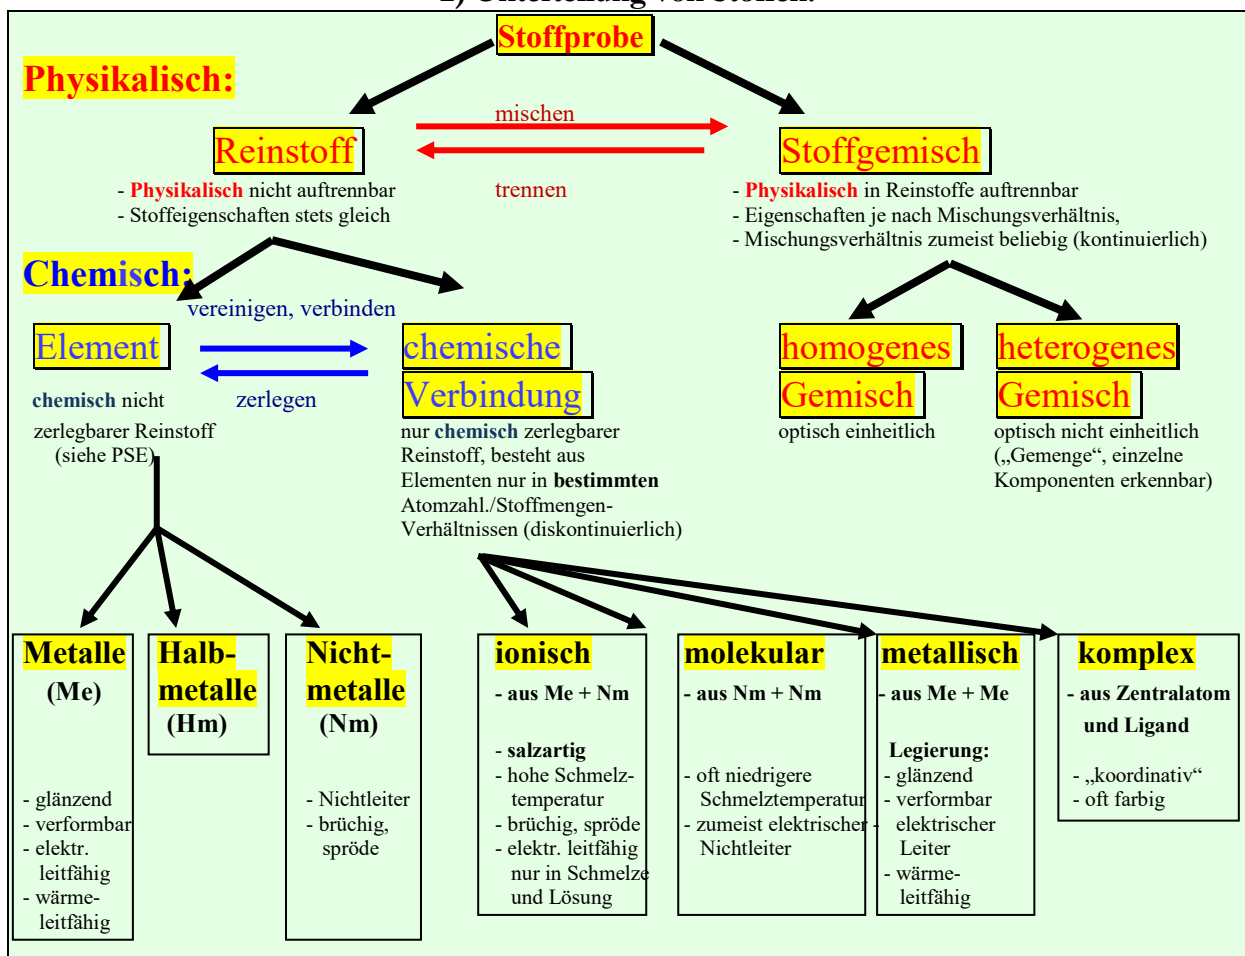 2) Unterteilung von Stoffen:
Stoffprobe
Physikalisch:
mischen
Reinstoff
Stoffgemisch
trennen
- Physikalisch nicht auftrennbar
- Stoffeigenschaften stets gleich
- Physikalisch in Reinstoffe auftrennbar
- Eigenschaften je nach Mischungsverhältnis,
- Mischungsverhältnis zumeist beliebig (kontinuierlich)
Chemisch:
vereinigen, verbinden
Element
zerlegen
chemisch nicht
zerlegbarer Reinstoff
(siehe PSE)
chemische
Verbindung
nur chemisch zerlegbarer
Reinstoff, besteht aus
Elementen nur in bestimmten
Atomzahl./Stoffmengen-
Verhältnissen (diskontinuierlich)
homogenes
Gemisch
optisch einheitlich
heterogenes
Gemisch
optisch nicht einheitlich
(„Gemenge“, einzelne
Komponenten erkennbar)
Metalle
(Me)
- glänzend
- verformbar
- elektr.
leitfähig
- wärme-
leitfähig
Halb-
metalle
(Hm)
Nicht-
metalle
(Nm)
- Nichtleiter
- brüchig,
spröde
ionisch
- aus Me + Nm
- salzartig
- hohe Schmelz-
temperatur
- brüchig, spröde
- elektr. leitfähig
nur in Schmelze
und Lösung
molekular
- aus Nm + Nm
- oft niedrigere
Schmelztemperatur
- zumeist elektrischer
Nichtleiter
metallisch
- aus Me + Me
Legierung:
- glänzend
- verformbar
- elektrischer
Leiter
- wärme-
leitfähig
komplex
- aus Zentralatom
und Ligand
- „koordinativ“
- oft farbig